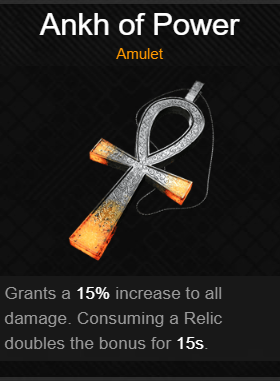 Ankh of Power
Amulet
Grants a 15% increase to all
damage. Consuming a Relic
doubles the bonus for 15s.